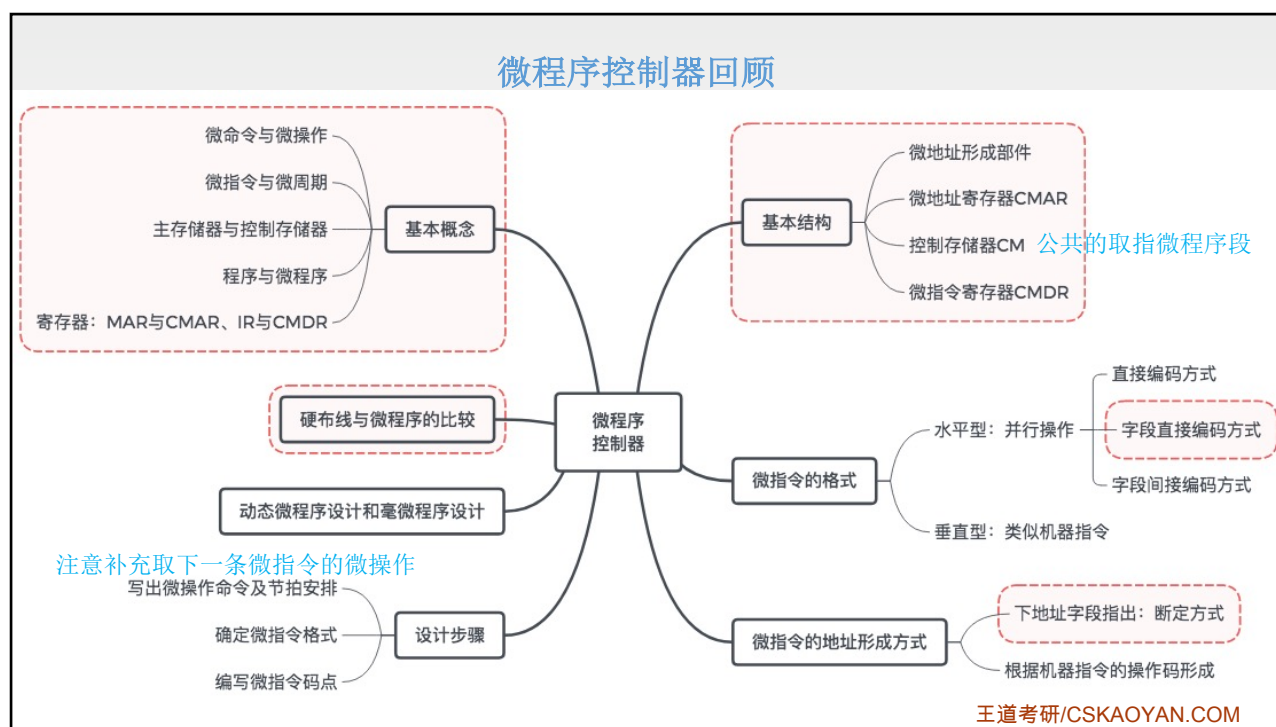 微程序控制器回顾
微命令与微操作
微指令与微周期
主存储器与控制存储器
程序与微程序
寄存器：MAR与CMAR、IR与CMDR
基本概念
微地址形成部件
微地址寄存器CMAR
控制存储器CM 公共的取指微程序段
微指令寄存器CMDR
基本结构
硬布线与微程序的比较
微程序
控制器
动态微程序设计和毫微程序设计
注意补充取下一条微指令的微操作
写出微操作命令及节拍安排
确定微指令格式
编写微指令码点
设计步骤
微指令的格式
水平型：并行操作
直接编码方式
字段直接编码方式
字段间接编码方式
垂直型：类似机器指令
微指令的地址形成方式
下地址字段指出：断定方式
根据机器指令的操作码形成
王道考研/CSKAOYAN.COM